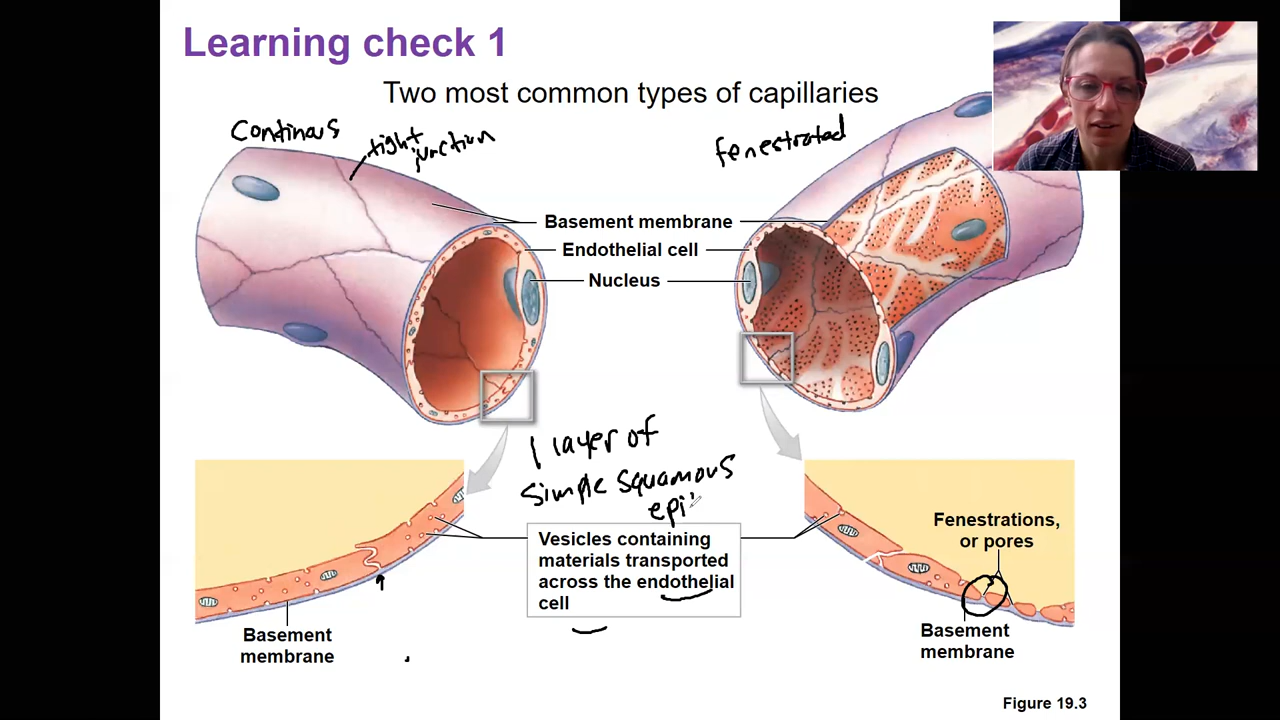 Learning check 1
Two most common types of capillaries
Continous
tight
junction
fenestrated
Basement membrane
Endothelial cell
Nucleus
1 layer of
simple squamous
epi
Vesicles containing
materials transported
across the endothelial
cell
Fenestrations,
or pores
Basement
membrane
Basement
membrane
Figure 19.3